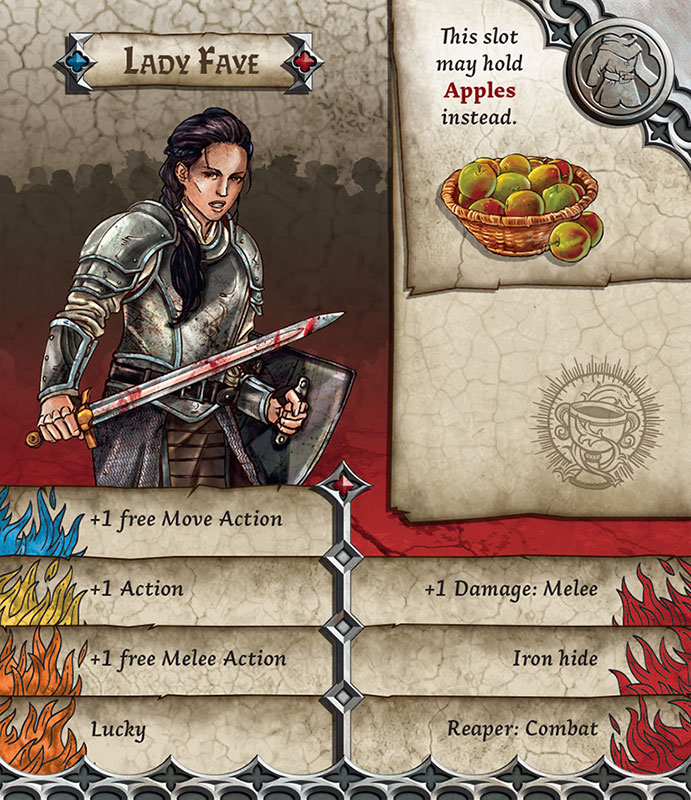 Lady Faye
This slot
may hold
Apples
instead.
+1 free Move Action
+1 Action
+1 free Melee Action
Lucky
+1 Damage: Melee
Iron hide
Reaper: Combat